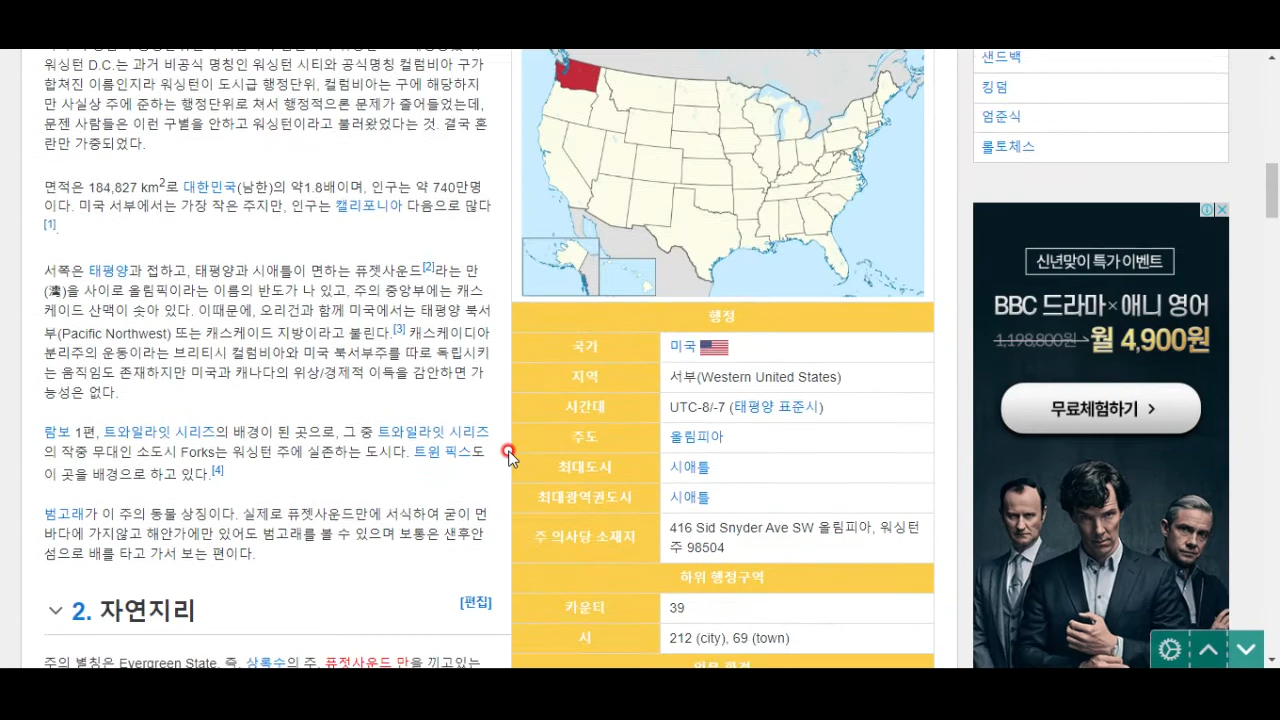 워싱턴 D.C.는 과거 비공식 명칭인 워싱턴 시티와 공식명칭 컬럼비아 구가
합쳐진 이름인지라 워싱턴이 도시급 행정단위, 컬럼비아는 구에 해당하지
만 사실상 주에 준하는 행정단위로 쳐서 행정적으론 문제가 줄어들었는데,
문젠 사람들은 이런 구별을 안하고 워싱턴이라고 불러왔었다는 것. 결국 혼
란만 가중되었다.
면적은 184,827 km2로 대한민국(남한)의 약1.8배이며, 인구는 약 740만명
이다. 미국 서부에서는 가장 작은 주지만, 인구는 캘리포니아 다음으로 많다
[1].
서쪽은 태평양과 접하고, 태평양과 시애틀이 면하는 퓨젯사운드[2]라는 만
(灣)을 사이로 올림픽이라는 이름의 반도가 나 있고, 주의 중앙부에는 캐스
케이드 산맥이 솟아 있다. 이때문에, 오리건과 함께 미국에서는 태평양 북서
부(Pacific Northwest) 또는 캐스케이드 지방이라고 불린다.[3] 캐스케이디아
분리주의 운동이라는 브리티시 컬럼비아와 미국 북서부주를 따로 독립시키
는 움직임도 존재하지만 미국과 캐나다의 위상/경제적 이득을 감안하면 가
능성은 없다.
람보 1편, 트와일라잇 시리즈의 배경이 된 곳으로, 그 중 트와일라잇 시리즈
의 작중 무대인 소도시 Forks는 워싱턴 주에 실존하는 도시다. 트윈 픽스도
이 곳을 배경으로 하고 있다.[4]
범고래가 이 주의 동물 상징이다. 실제로 퓨젯사운드만에 서식하여 굳이 먼
바다에 가지않고 해안가에만 있어도 범고래를 볼 수 있으며 보통은 샌후안
섬으로 배를 타고 가서 보는 편이다.
2. 자연지리
[편집]
주의 별칭은 Evergreen State. 즉, 상록수의 주. 퓨젓사운드 만을 끼고있는
행정
국가 미국
지역 서부(Western United States)
시간대 UTC-8/-7 (태평양 표준시)
주도 올림피아
최대도시 시애틀
최대광역권도시 시애틀
주 의사당 소재지 416 Sid Snyder Ave SW 올림피아, 워싱턴
주 98504
하위 행정구역
카운티 39
시 212 (city), 69 (town)
샌드백
킹덤
엄준식
롤토체스
신년맞이 특가이벤트
BBC 드라마×애니 영어
1,198,800원 월 4,900원
무료체험하기 >